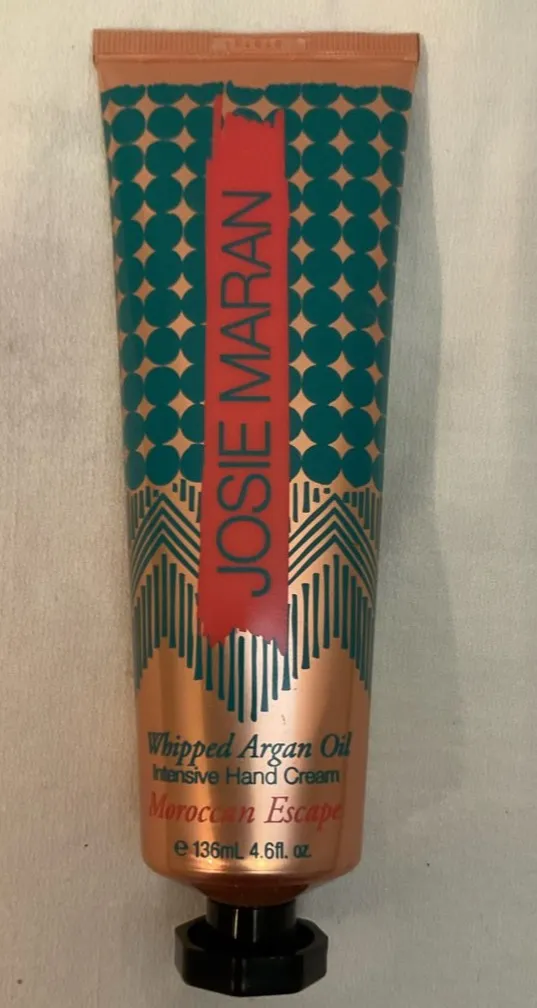 JOSIE MARAN
Whipped Argan Oil
Intensive Hand Cream
Moroccan Escape
e 136mL 4.6fl. oz.